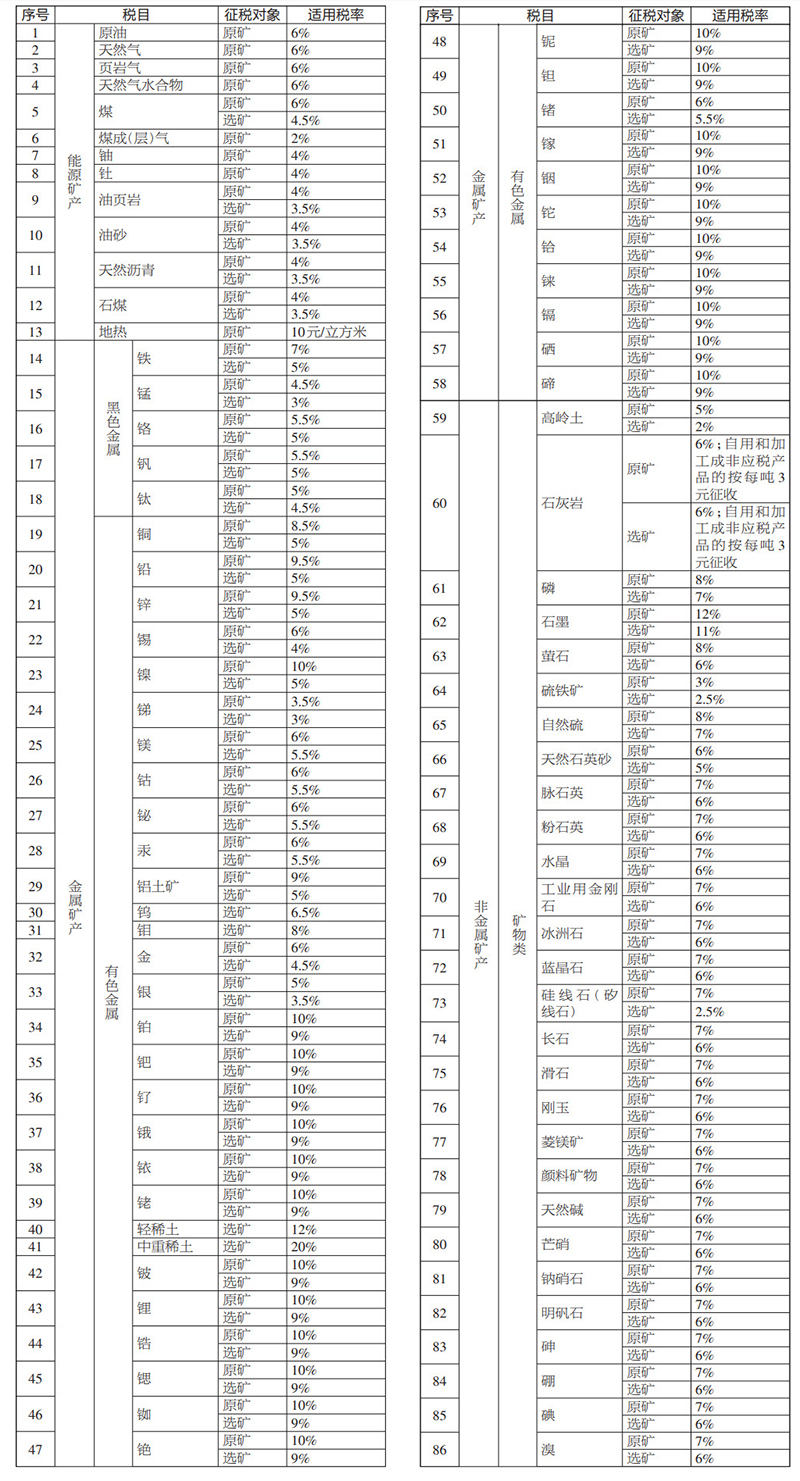 序号 税目 征税对象 适用税率
能源矿产
1 原油 原矿 6%
2 天然气 原矿 6%
3 页岩气 原矿 6%
4 天然气水合物 原矿 6%
5 煤 原矿 6%
选矿 4.5%
6 煤成(层)气 原矿 2%
7 铀 原矿 4%
8 钍 原矿 4%
9 油页岩 原矿 4%
选矿 3.5%
10 油砂 原矿 4%
选矿 3.5%
11 天然沥青 原矿 4%
选矿 3.5%
12 石煤 原矿 4%
选矿 3.5%
13 地热 原矿 10元/立方米
金属矿产
黑色金属
14 铁 原矿 7%
选矿 5%
15 锰 原矿 4.5%
选矿 3%
16 铬 原矿 5.5%
选矿 5%
17 钒 原矿 5.5%
选矿 5%
18 钛 原矿 5%
选矿 4.5%
有色金属
19 铜 原矿 8.5%
选矿 5%
20 铅 原矿 9.5%
选矿 5%
21 锌 原矿 9.5%
选矿 5%
22 锡 原矿 6%
选矿 4%
23 镍 原矿 10%
选矿 5%
24 锑 原矿 3.5%
选矿 3%
25 镁 原矿 6%
选矿 5.5%
26 钴 原矿 6%
选矿 5.5%
27 铋 原矿 6%
选矿 5.5%
28 汞 原矿 6%
选矿 5.5%
29 铝土矿 原矿 9%
选矿 5%
30 钨 选矿 6.5%
31 钼 选矿 8%
32 金 原矿 6%
选矿 4.5%
33 银 原矿 5%
选矿 3.5%
34 铂 原矿 10%
选矿 9%
35 钯 原矿 10%
选矿 9%
36 钌 原矿 10%
选矿 9%
37 锇 原矿 10%
选矿 9%
38 铱 原矿 10%
选矿 9%
39 铑 原矿 10%
选矿 9%
40 轻稀土 选矿 12%
41 中重稀土 选矿 20%
42 铍 原矿 10%
选矿 9%
43 锂 原矿 10%
选矿 9%
44 锆 原矿 10%
选矿 9%
45 锶 原矿 10%
选矿 9%
46 铷 原矿 10%
选矿 9%
47 铯 原矿 10%
选矿 9%
序号 税目 征税对象 适用税率
金属矿产
有色金属
48 铌 原矿 10%
选矿 9%
49 钽 原矿 10%
选矿 9%
50 锗 原矿 6%
选矿 5.5%
51 镓 原矿 10%
选矿 9%
52 铟 原矿 10%
选矿 9%
53 铊 原矿 10%
选矿 9%
54 铪 原矿 10%
选矿 9%
55 铼 原矿 10%
选矿 9%
56 镉 原矿 10%
选矿 9%
57 硒 原矿 10%
选矿 9%
58 碲 原矿 10%
选矿 9%
非金属矿产
矿物类
59 高岭土 原矿 5%
选矿 2%
60 石灰岩 原矿 6%；自用和加
工成非应税产
品的按每吨3
元征收
选矿 6%；自用和加
工成非应税产
品的按每吨3
元征收
61 磷 原矿 8%
选矿 7%
62 石墨 原矿 12%
选矿 11%
63 萤石 原矿 8%
选矿 6%
64 硫铁矿 原矿 3%
选矿 2.5%
65 自然硫 原矿 8%
选矿 7%
66 天然石英砂 原矿 6%
选矿 5%
67 脉石英 原矿 7%
选矿 6%
68 粉石英 原矿 7%
选矿 6%
69 水晶 原矿 7%
选矿 6%
70 工业用金刚 原矿 7%
石 选矿 6%
71 冰洲石 原矿 7%
选矿 6%
72 蓝晶石 原矿 7%
选矿 6%
73 硅线石(矽 原矿 7%
线石) 选矿 2.5%
74 长石 原矿 7%
选矿 6%
75 滑石 原矿 7%
选矿 6%
76 刚玉 原矿 7%
选矿 6%
77 菱镁矿 原矿 7%
选矿 6%
78 颜料矿物 原矿 7%
选矿 6%
79 天然碱 原矿 7%
选矿 6%
80 芒硝 原矿 7%
选矿 6%
81 钠硝石 原矿 7%
选矿 6%
82 明矾石 原矿 7%
选矿 6%
83 砷 原矿 7%
选矿 6%
84 硼 原矿 7%
选矿 6%
85 碘 原矿 7%
选矿 6%
86 溴 原矿 7%
选矿 6%